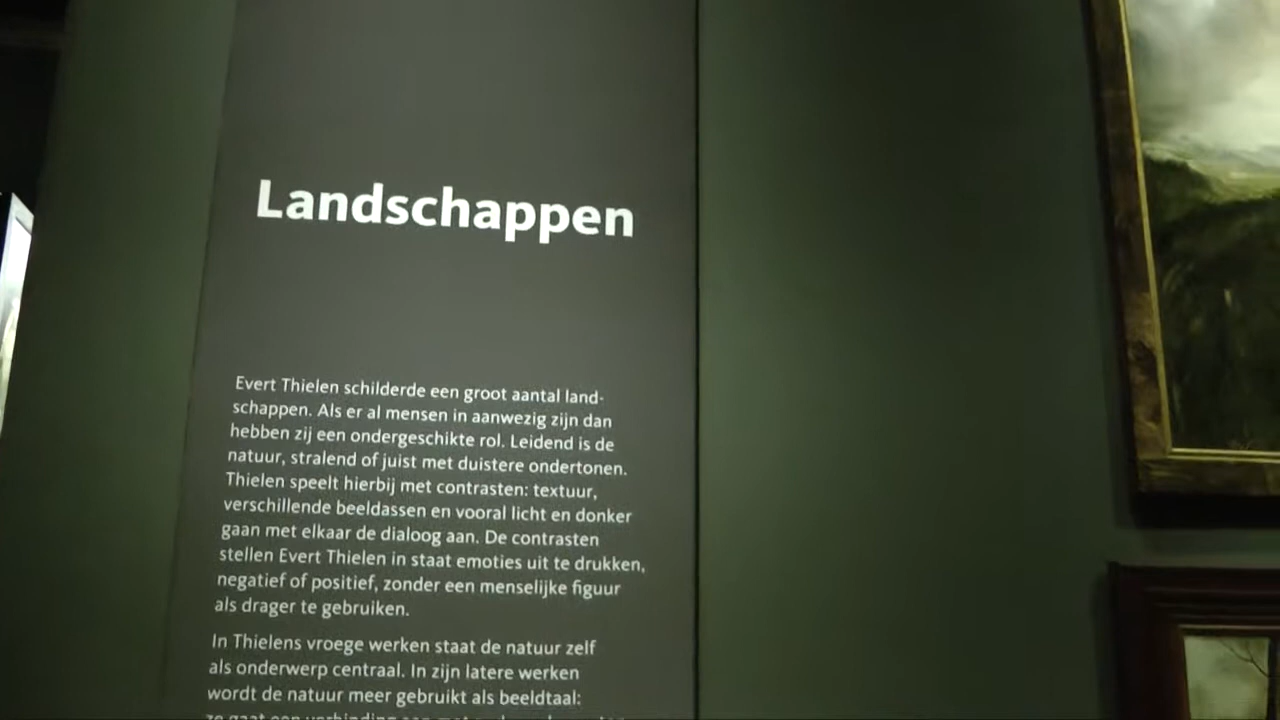 Landschappen
Evert Thielen schilderde een groot aantal land-
schappen. Als er al mensen in aanwezig zijn dan
hebben zij een ondergeschikte rol. Leidend is de
natuur, stralend of juist met duistere ondertonen.
Thielen speelt hierbij met contrasten: textuur,
verschillende beeldassen en vooral licht en donker
gaan met elkaar de dialoog aan. De contrasten
stellen Evert Thielen in staat emoties uit te drukken,
negatief of positief, zonder een menselijke figuur
als drager te gebruiken.
In Thielens vroege werken staat de natuur zelf
als onderwerp centraal. In zijn latere werken
wordt de natuur meer gebruikt als beeldtaal:
ze gaat een verbinding